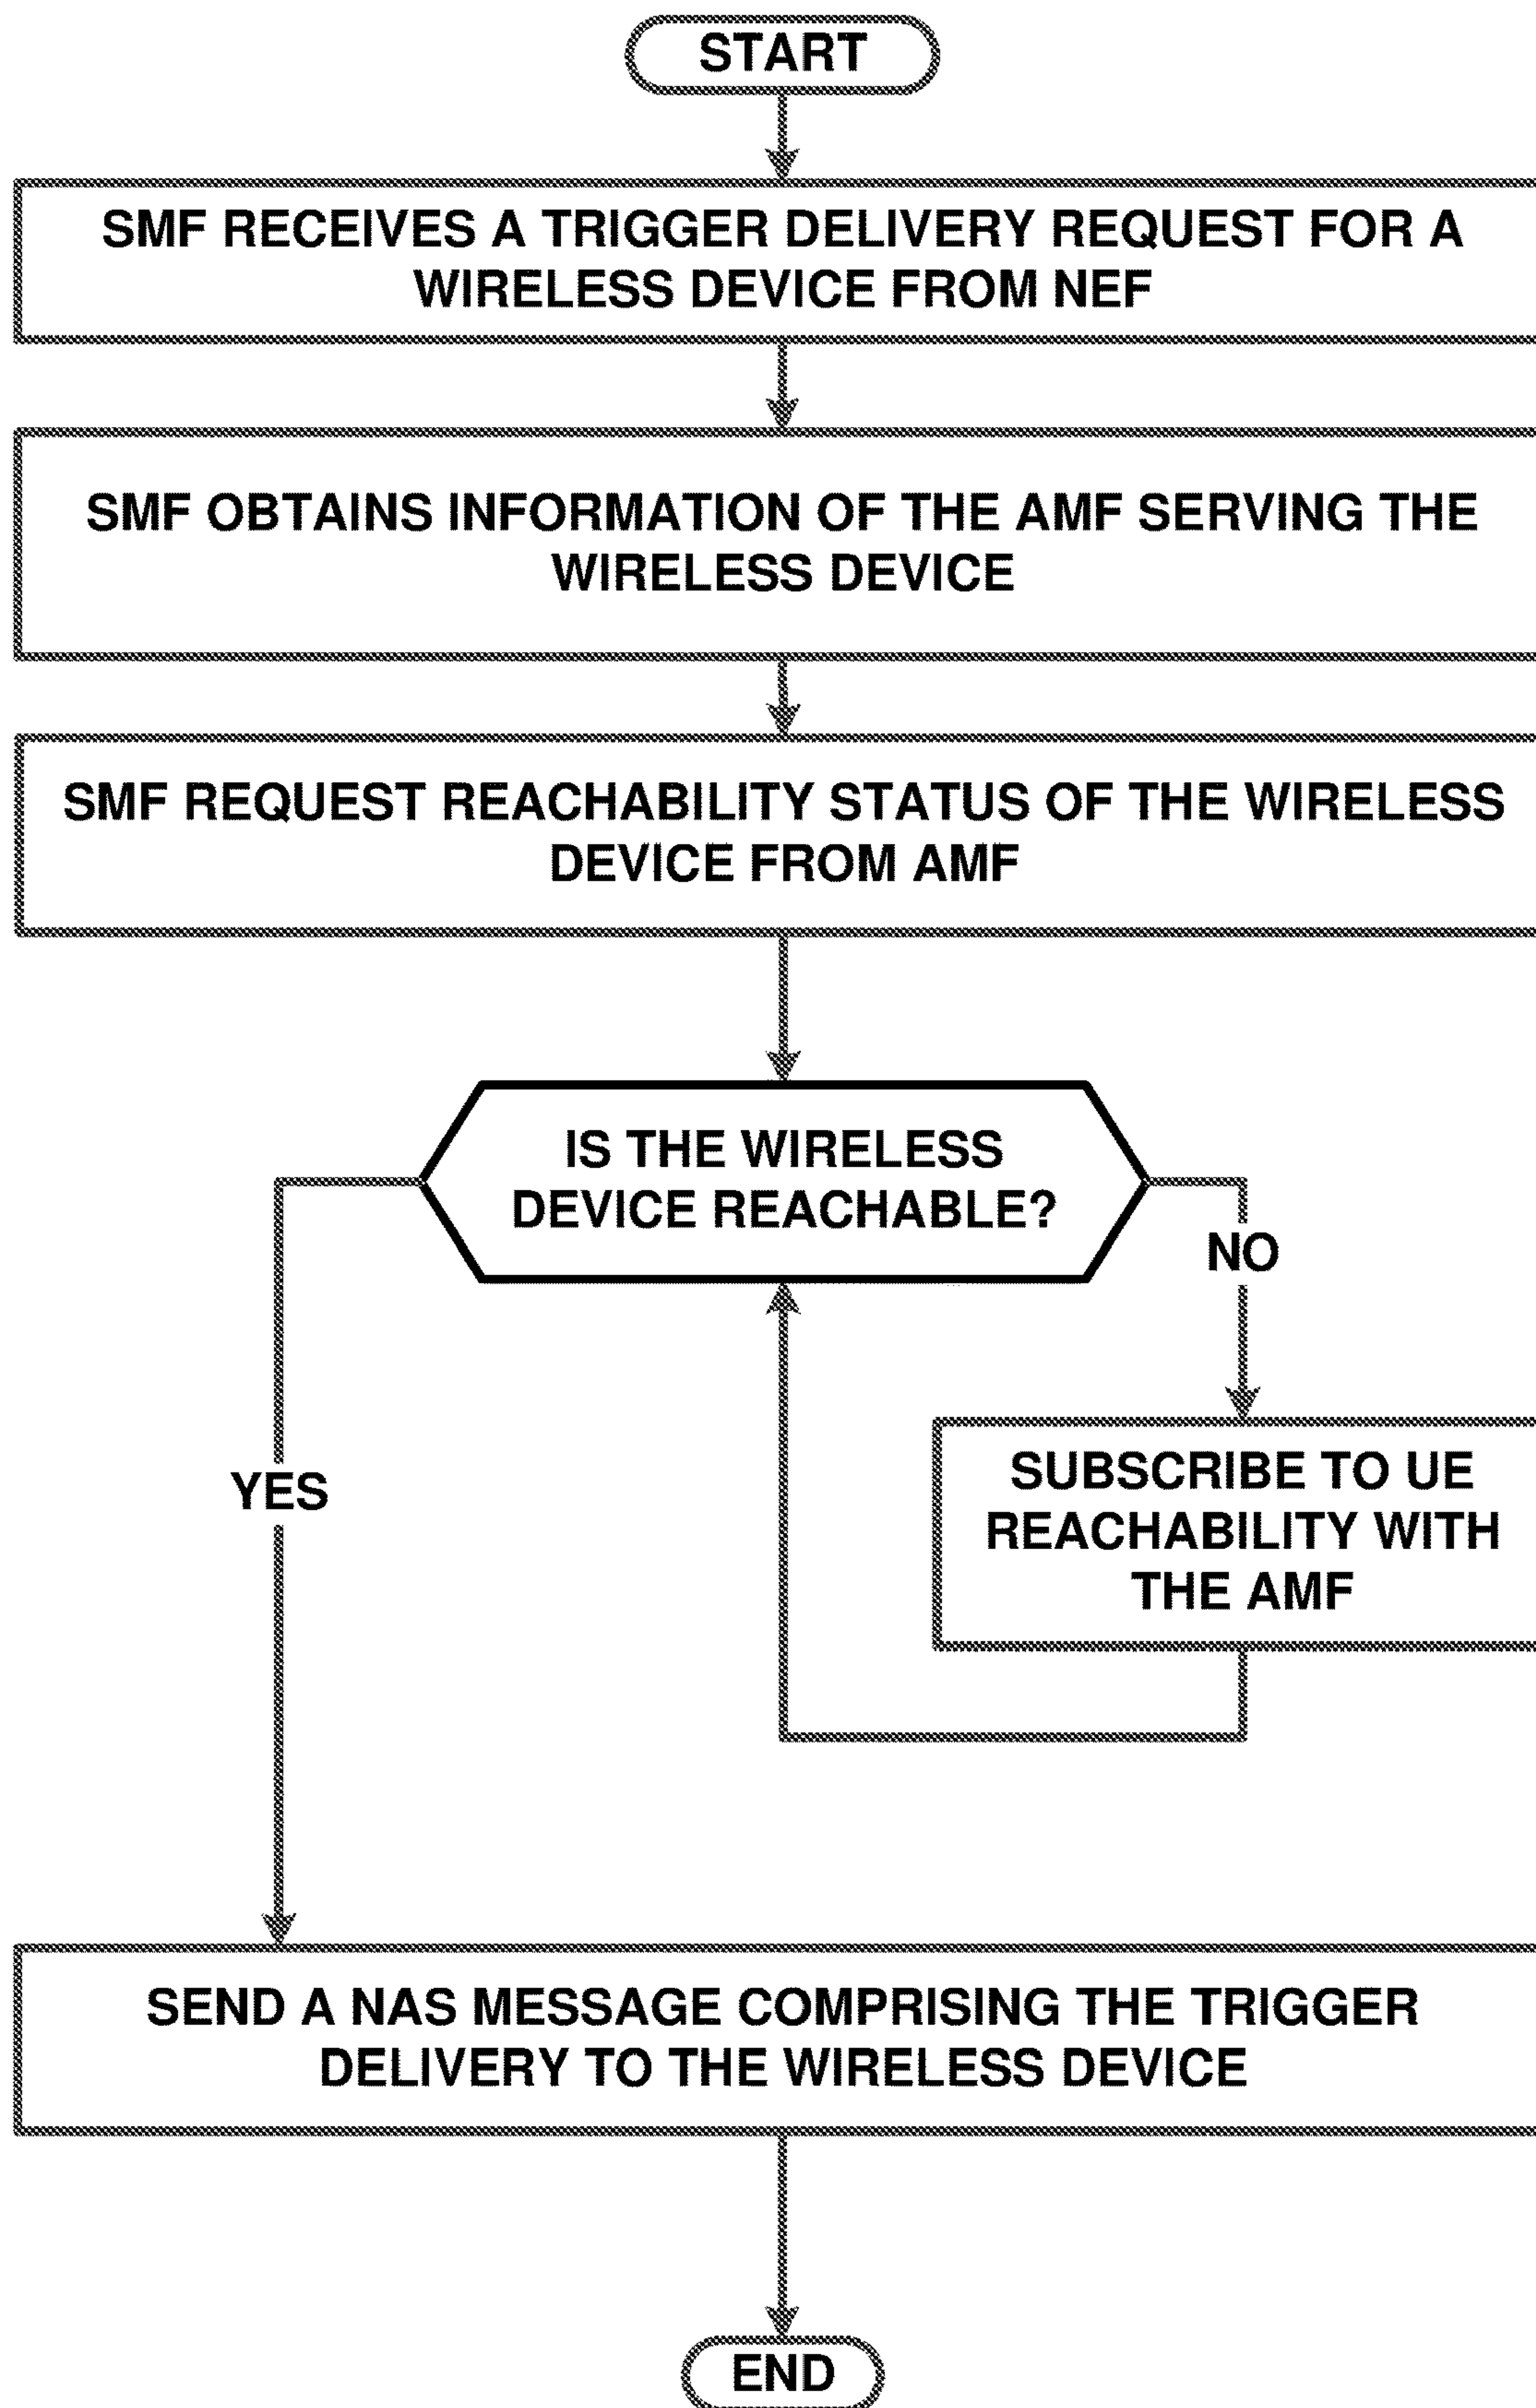 START
SMF RECEIVES A TRIGGER DELIVERY REQUEST FOR A
WIRELESS DEVICE FROM NEF
SMF OBTAINS INFORMATION OF THE AMF SERVING THE
WIRELESS DEVICE
SMF REQUEST REACHABILITY STATUS OF THE WIRELESS
DEVICE FROM AMF
IS THE WIRELESS
DEVICE REACHABLE?
NO
SUBSCRIBE TO UE
REACHABILITY WITH
THE AMF
YES
SEND A NAS MESSAGE COMPRISING THE TRIGGER
DELIVERY TO THE WIRELESS DEVICE
END